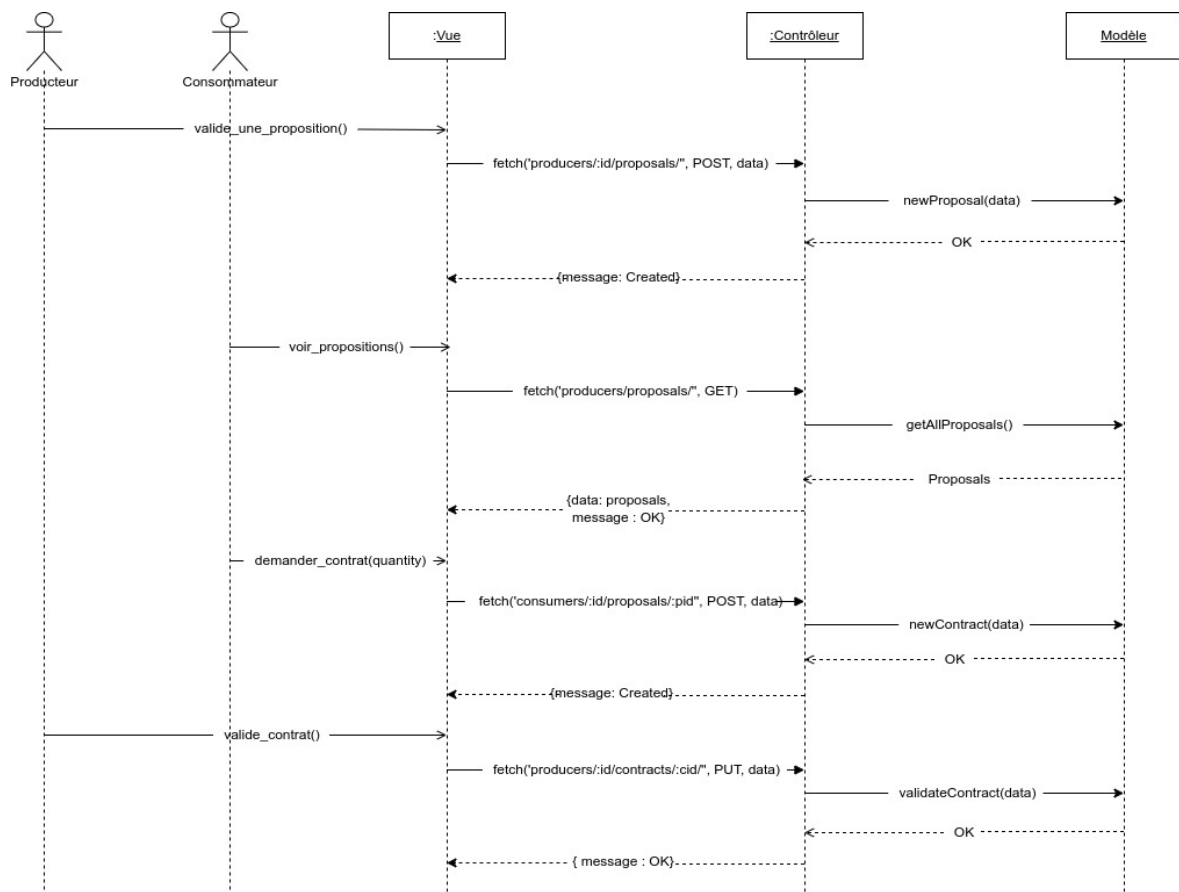 :Vue
:Contrôleur
Modèle
Producteur
Consommateur
valide_une_proposition()
fetch('producers/:id/proposals/", POST, data)
newProposal(data)
OK
{message: Created}
voir_propositions()
fetch('producers/proposals/", GET)
getAllProposals()
Proposals
{data: proposals,
message : OK}
demander_contrat(quantity)
fetch('consumers/:id/proposals/:pid", POST, data)
newContract(data)
OK
{message: Created}
valide_contrat()
fetch('producers/:id/contracts/:cid/", PUT, data)
validateContract(data)
OK
{ message : OK}